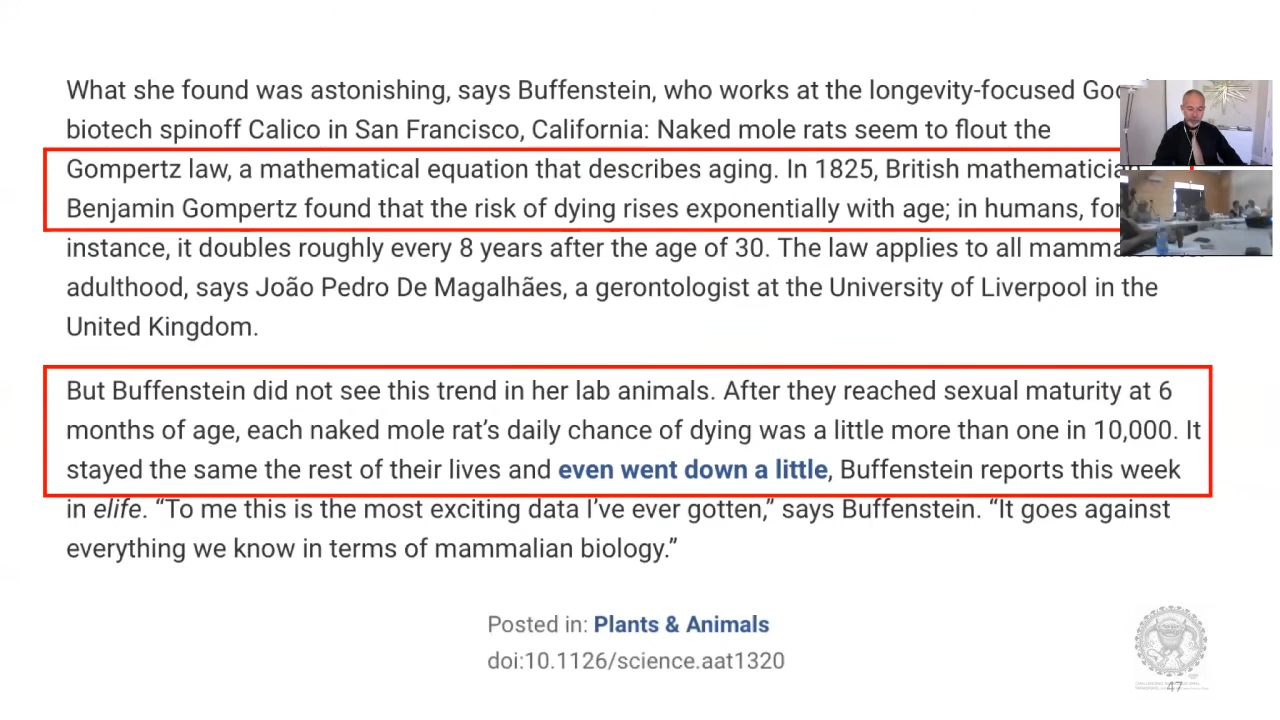 What she found was astonishing, says Buffenstein, who works at the longevity-focused
biotech spinoff Calico in San Francisco, California: Naked mole rats seem to flout the
Gompertz law, a mathematical equation that describes aging. In 1825, British mathematician
Benjamin Gompertz found that the risk of dying rises exponentially with age; in humans, for
instance, it doubles roughly every 8 years after the age of 30. The law applies to all
adulthood, says João Pedro De Magalhães, a gerontologist at the University of Liverpool in the
United Kingdom.
But Buffenstein did not see this trend in her lab animals. After they reached sexual maturity at 6
months of age, each naked mole rat’s daily chance of dying was a little more than one in 10,000. It
stayed the same the rest of their lives and even went down a little, Buffenstein reports this week
in elife. “To me this is the most exciting data I’ve ever gotten,” says Buffenstein. “It goes against
everything we know in terms of mammalian biology.”
Posted in: Plants & Animals
doi:10.1126/science.aat1320
47